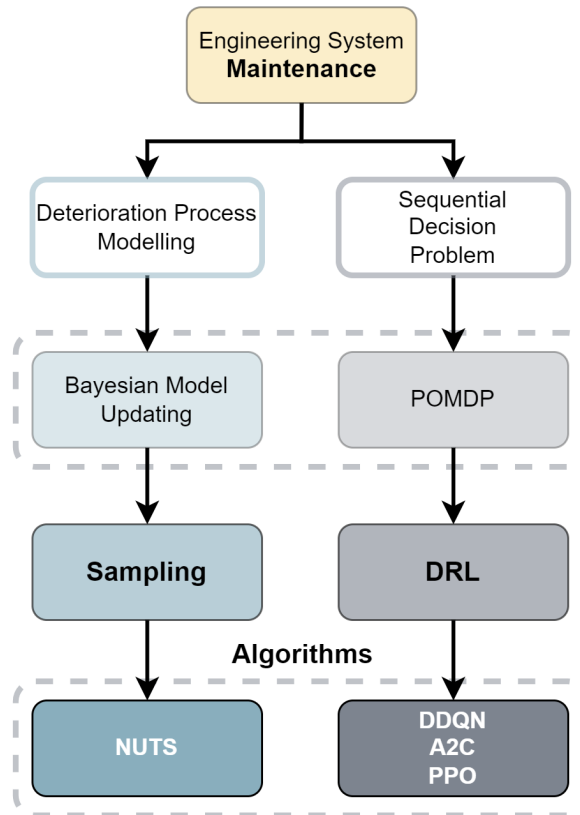 Engineering System
Maintenance
Deterioration Process
Modelling
Sequential
Decision
Problem
Bayesian Model
Updating
POMDP
Sampling
DRL
Algorithms
NUTS
DDQN
A2C
PPO